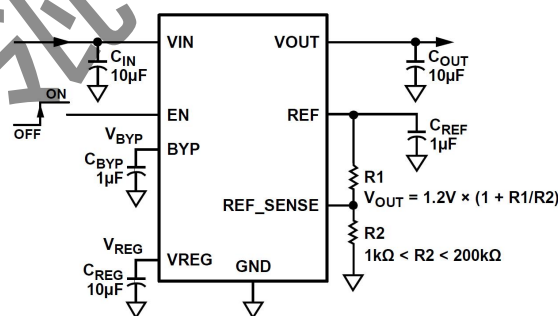 VIN
VOUT
CIN
10µF
COUT
10µF
ON
OFF
EN
REF
VBYP
BYP
CBYP
1µF
CREF
1µF
R1
VOUT = 1.2V × (1 + R1/R2)
REF_SENSE
R2
1kΩ < R2 < 200kΩ
VREG
VREG
CREG
10µF
GND